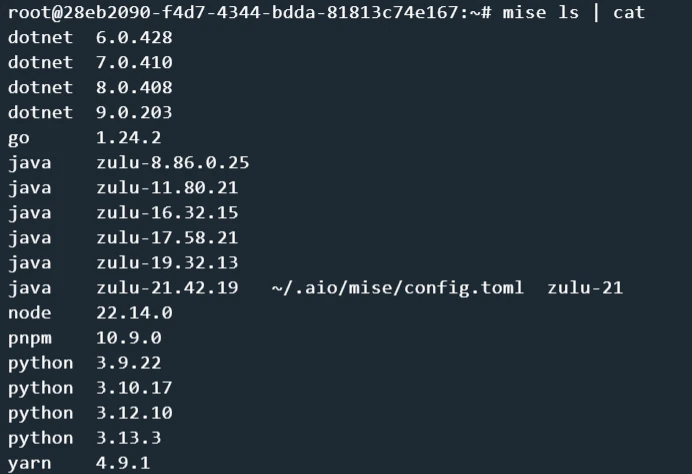 root@28eb2090-f4d7-4344-bdda-81813c74e167:~# mise ls | cat
dotnet  6.0.428
dotnet  7.0.410
dotnet  8.0.408
dotnet  9.0.203
go      1.24.2
java    zulu-8.86.0.25
java    zulu-11.80.21
java    zulu-16.32.15
java    zulu-17.58.21
java    zulu-19.32.13
java    zulu-21.42.19   ~/.aio/mise/config.toml  zulu-21
node    22.14.0
pnpm    10.9.0
python  3.9.22
python  3.10.17
python  3.12.10
python  3.13.3
yarn    4.9.1